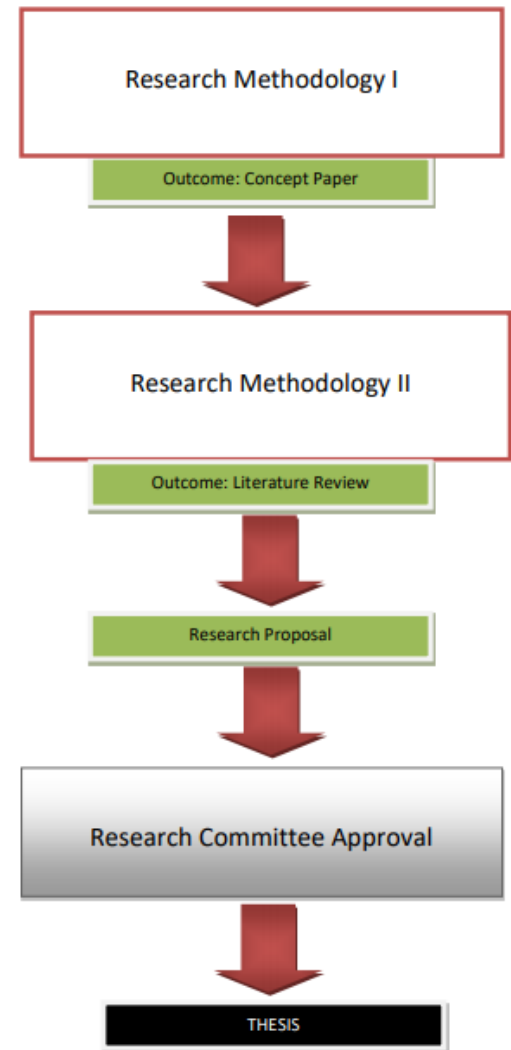 Research Methodology I
Outcome: Concept Paper
Research Methodology II
Outcome: Literature Review
Research Proposal
Research Committee Approval
THESIS